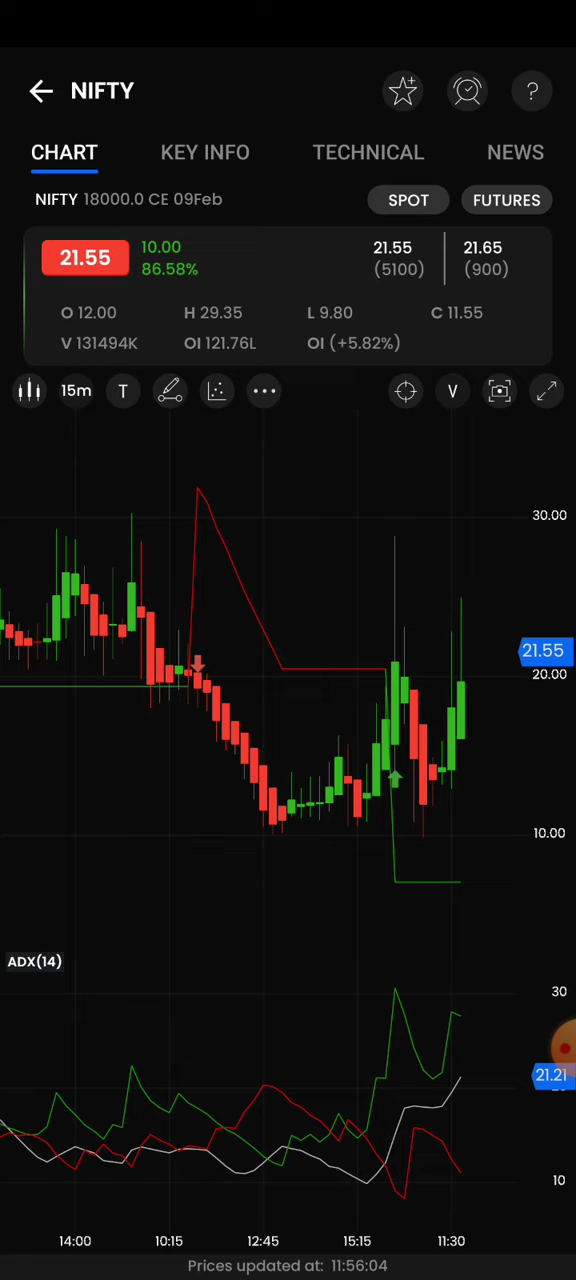 NIFTY
?
CHART KEY INFO TECHNICAL NEWS
NIFTY 18000.0 CE 09Feb SPOT FUTURES
21.55 10.00 86.58% 21.55 (5100) 21.65 (900)
O 12.00 H 29.35 L 9.80 C 11.55
V 131494K OI 121.76L OI (+5.82%)
15m T V
30.00
21.55
20.00
10.00
ADX(14)
30
21.21
10
14:00 10:15 12:45 15:15 11:30
Prices updated at: 11:56:04